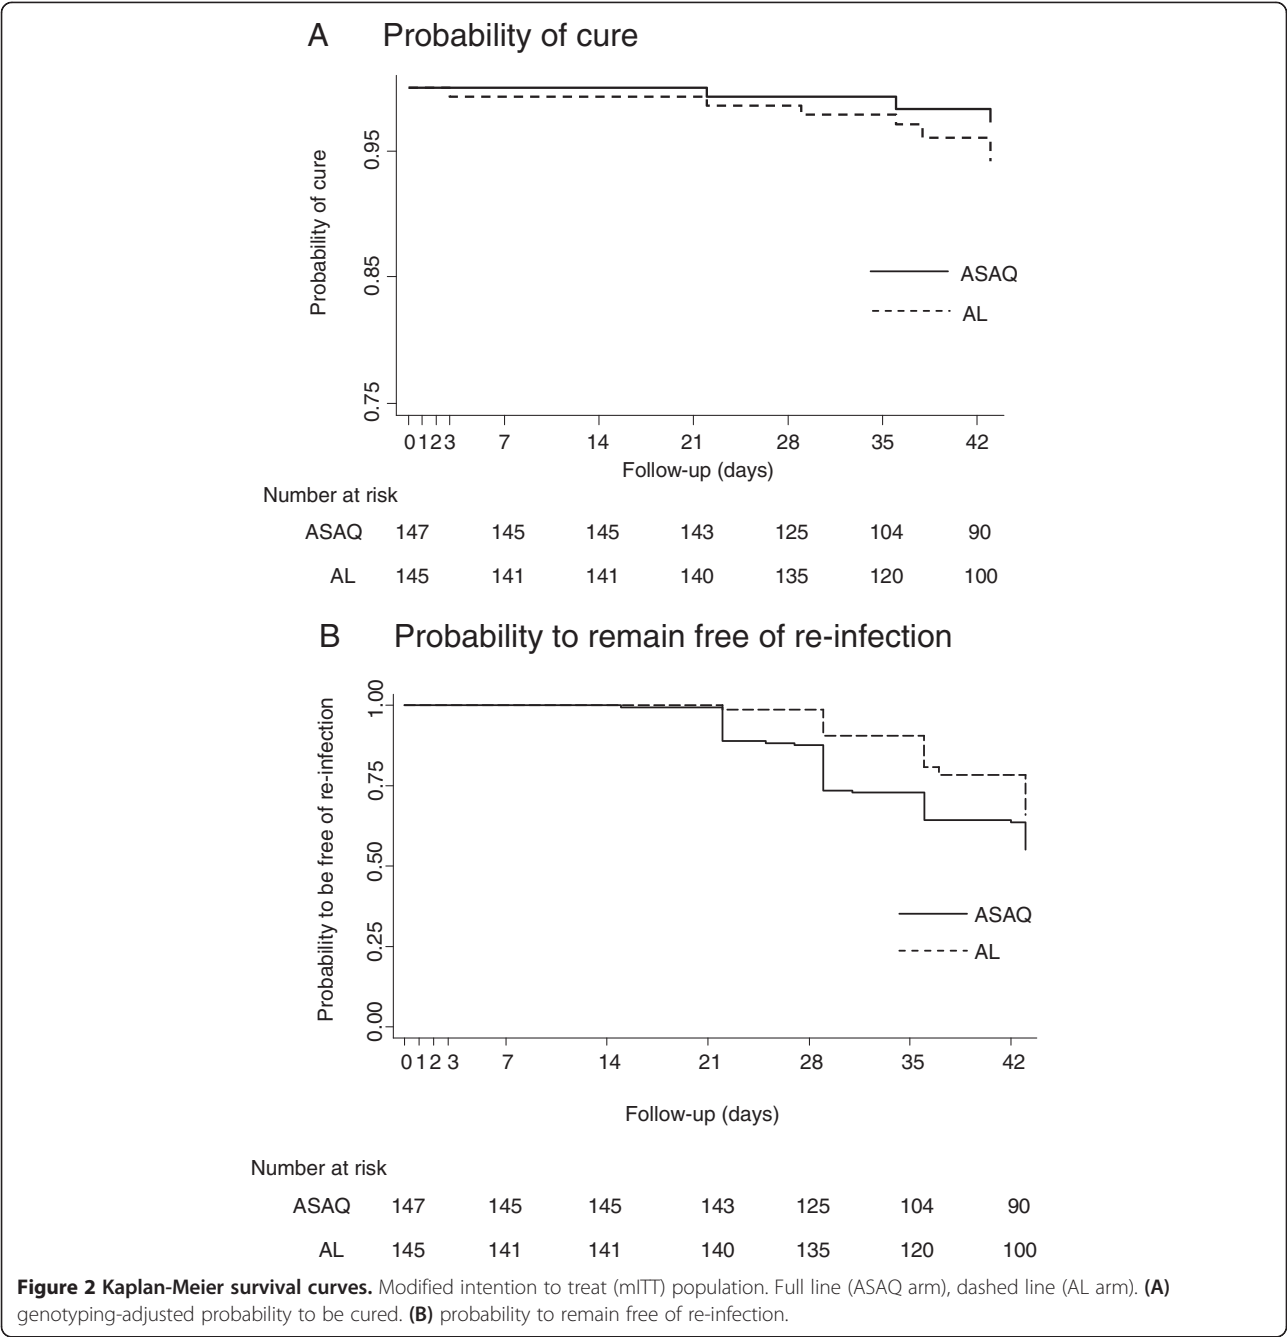 A Probability of cure
Probability of cure
0.95
0.85
0.75
ASAQ
AL
0 1 2 3 7 14 21 28 35 42
Follow-up (days)
Number at risk
ASAQ 147 145 145 143 125 104 90
AL 145 141 141 140 135 120 100
B Probability to remain free of re-infection
Probability to be free of re-infection
1.00
0.75
0.50
0.25
0.00
ASAQ
AL
0 1 2 3 7 14 21 28 35 42
Follow-up (days)
Number at risk
ASAQ 147 145 145 143 125 104 90
AL 145 141 141 140 135 120 100
Figure 2 Kaplan-Meier survival curves. Modified intention to treat (mITT) population. Full line (ASAQ arm), dashed line (AL arm). (A)
genotyping-adjusted probability to be cured. (B) probability to remain free of re-infection.